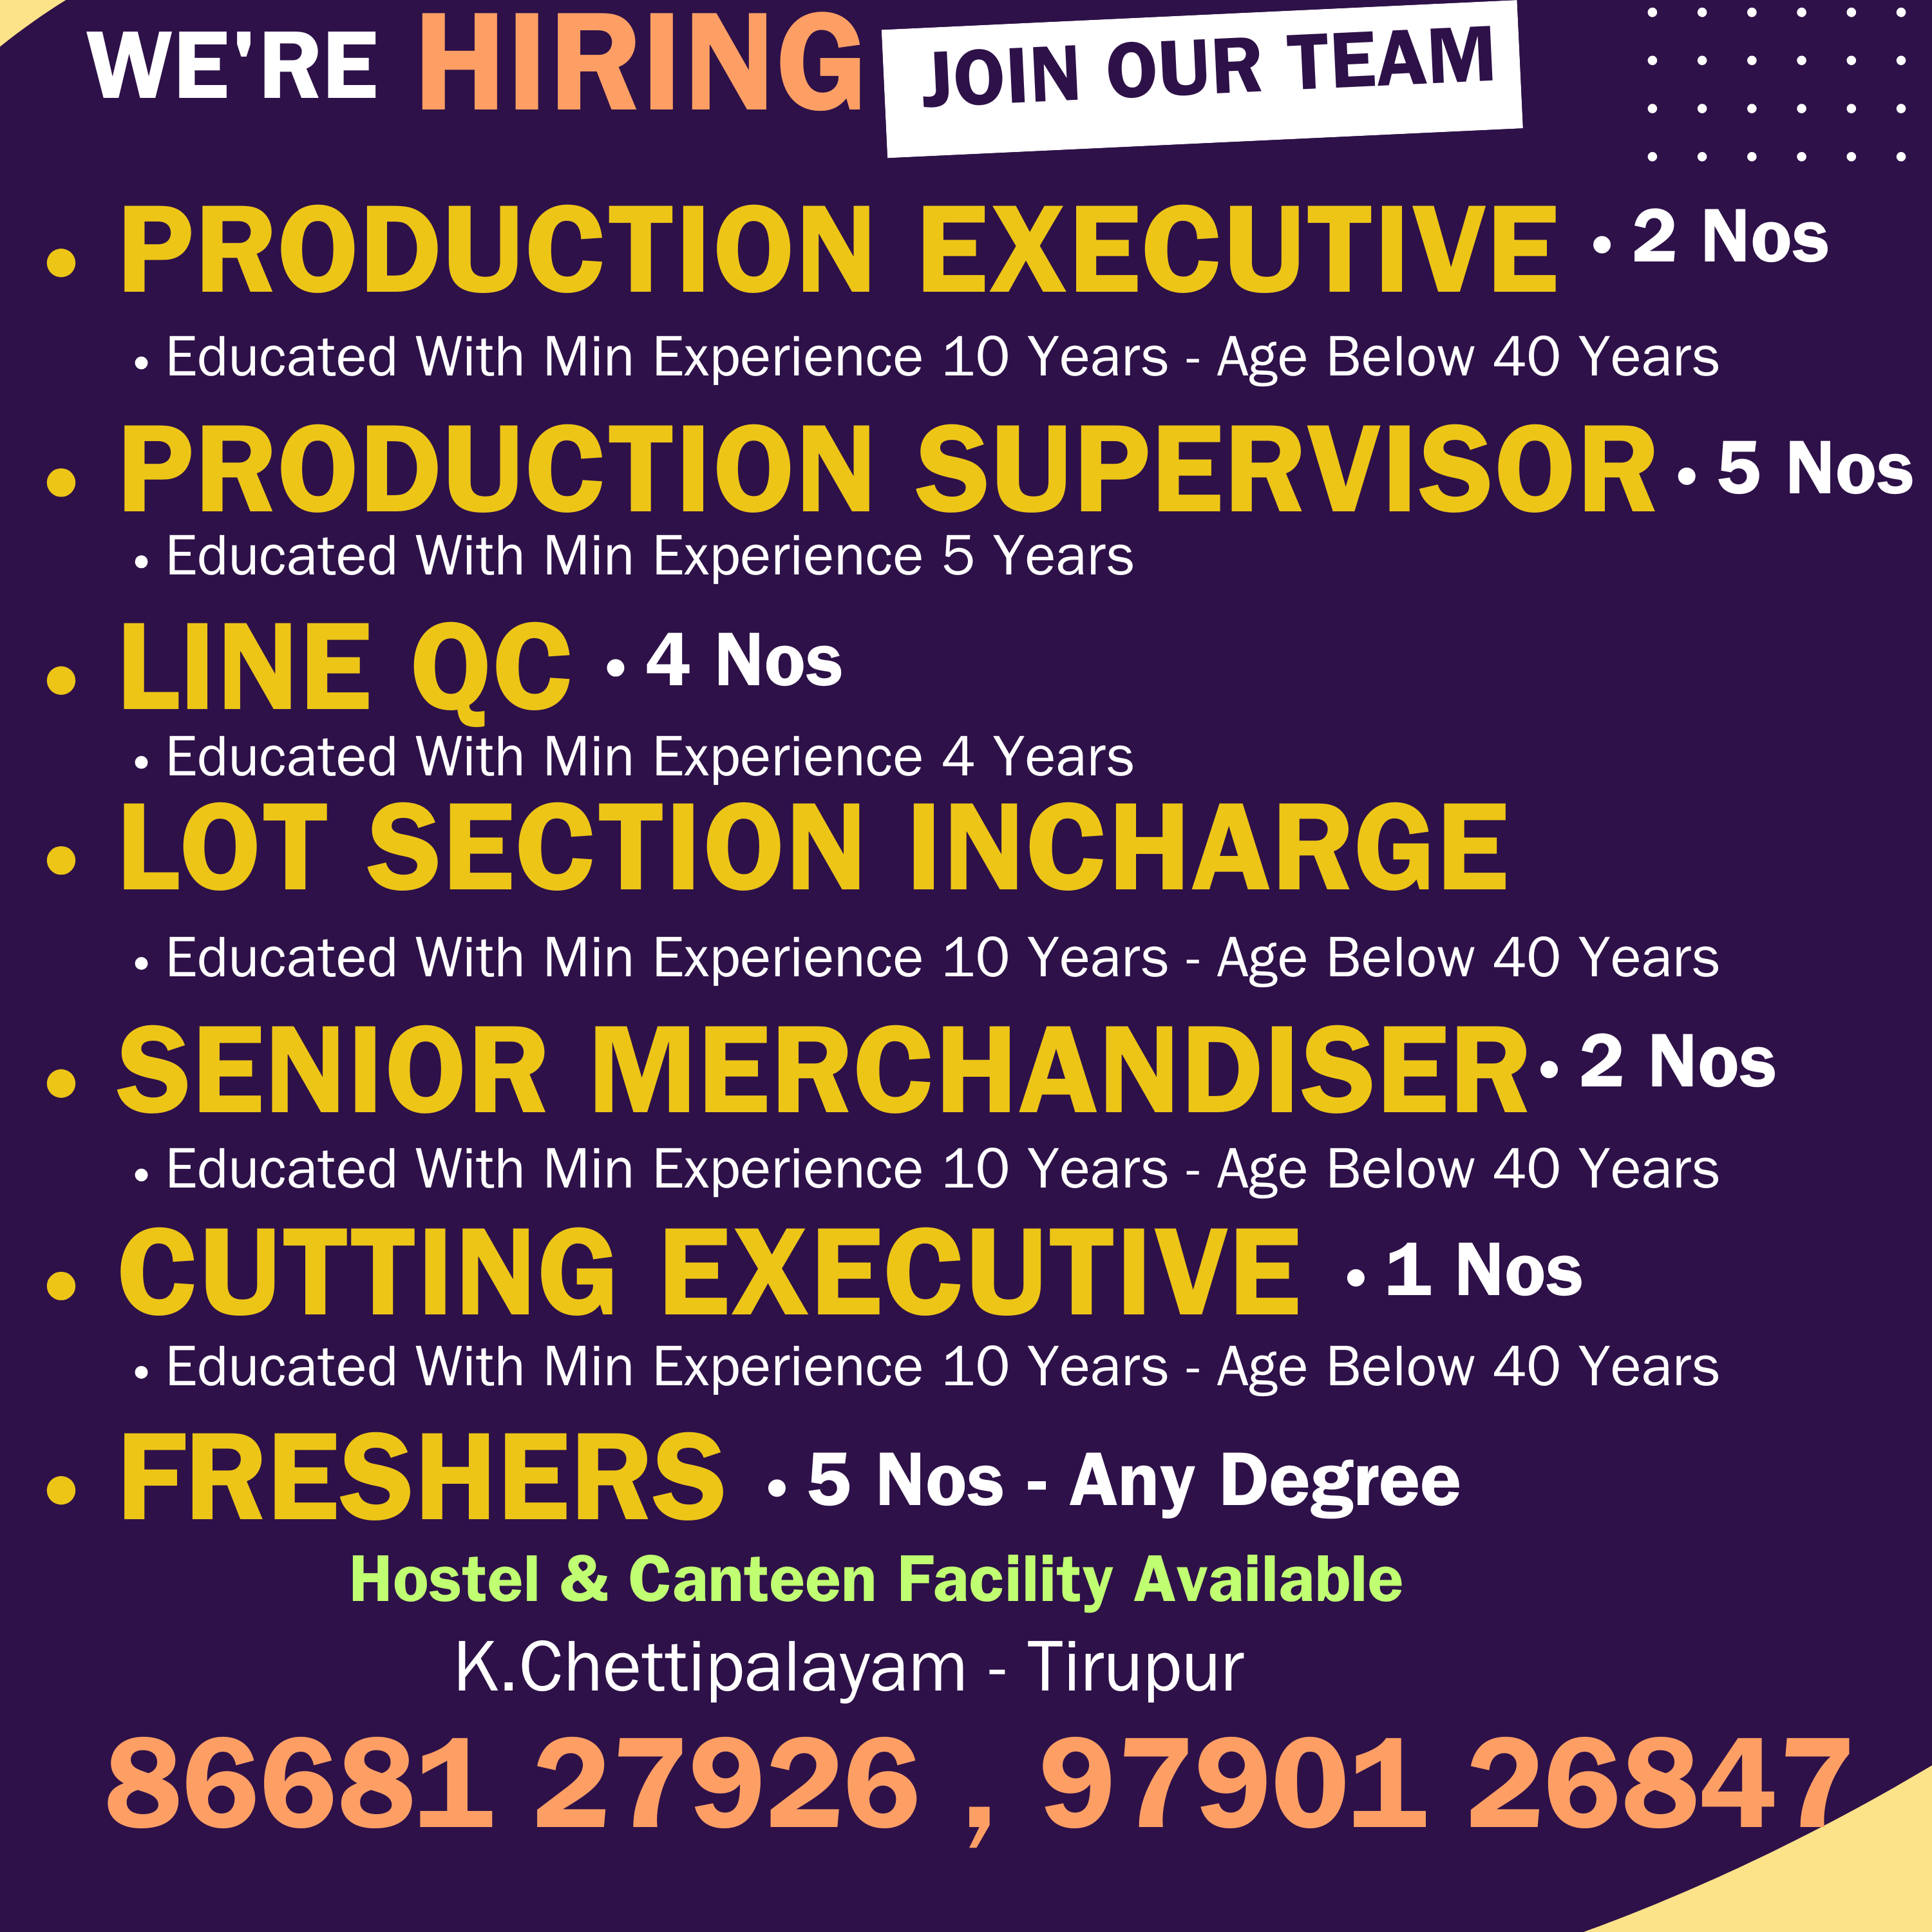 WE'RE HIRING JOIN OUR TEAM
• PRODUCTION EXECUTIVE • 2 Nos
• Educated With Min Experience 10 Years - Age Below 40 Years
• PRODUCTION SUPERVISOR • 5 Nos
• Educated With Min Experience 5 Years
• LINE QC • 4 Nos
• Educated With Min Experience 4 Years
• LOT SECTION INCHARGE
• Educated With Min Experience 10 Years - Age Below 40 Years
• SENIOR MERCHANDISER • 2 Nos
• Educated With Min Experience 10 Years - Age Below 40 Years
• CUTTING EXECUTIVE • 1 Nos
• Educated With Min Experience 10 Years - Age Below 40 Years
• FRESHERS • 5 Nos - Any Degree
Hostel & Canteen Facility Available
K.Chettipalayam - Tirupur
86681 27926 , 97901 26847